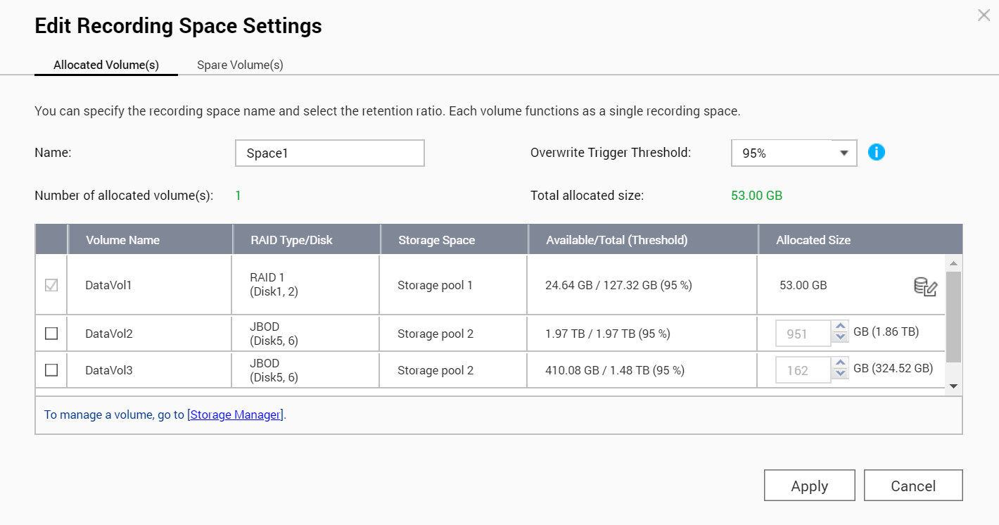 Edit Recording Space Settings
Allocated Volume(s) Spare Volume(s)
You can specify the recording space name and select the retention ratio. Each volume functions as a single recording space.
Name: Space1 Overwrite Trigger Threshold: 95%
Number of allocated volume(s): 1 Total allocated size: 53.00 GB
Volume Name RAID Type/Disk Storage Space Available/Total (Threshold) Allocated Size
DataVol1 RAID 1 (Disk1, 2) Storage pool 1 24.64 GB / 127.32 GB (95 %) 53.00 GB
DataVol2 JBOD (Disk5, 6) Storage pool 2 1.97 TB / 1.97 TB (95 %) 951 GB (1.86 TB)
DataVol3 JBOD (Disk5, 6) Storage pool 2 410.08 GB / 1.48 TB (95 %) 162 GB (324.52 GB)
To manage a volume, go to [Storage Manager].
Apply Cancel